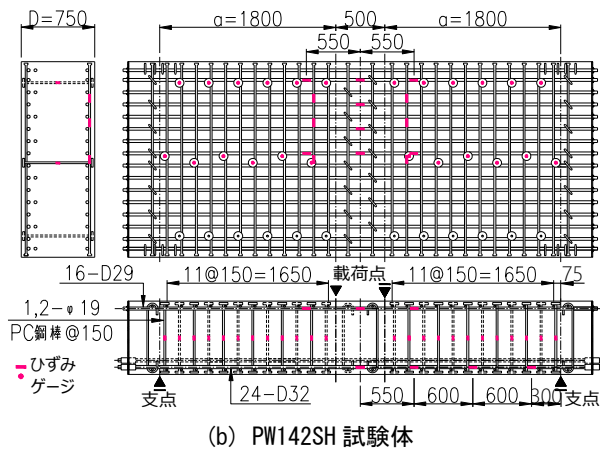 D=750
a=1800
500
a=1800
550
550
16-D29
11@150=1650
載荷点
11@150=1650
75
1,2-φ19
PC鋼棒@150
ひずみ
ゲージ
支点
24-D32
550
600
600
300
支点
(b) PW142SH 試験体